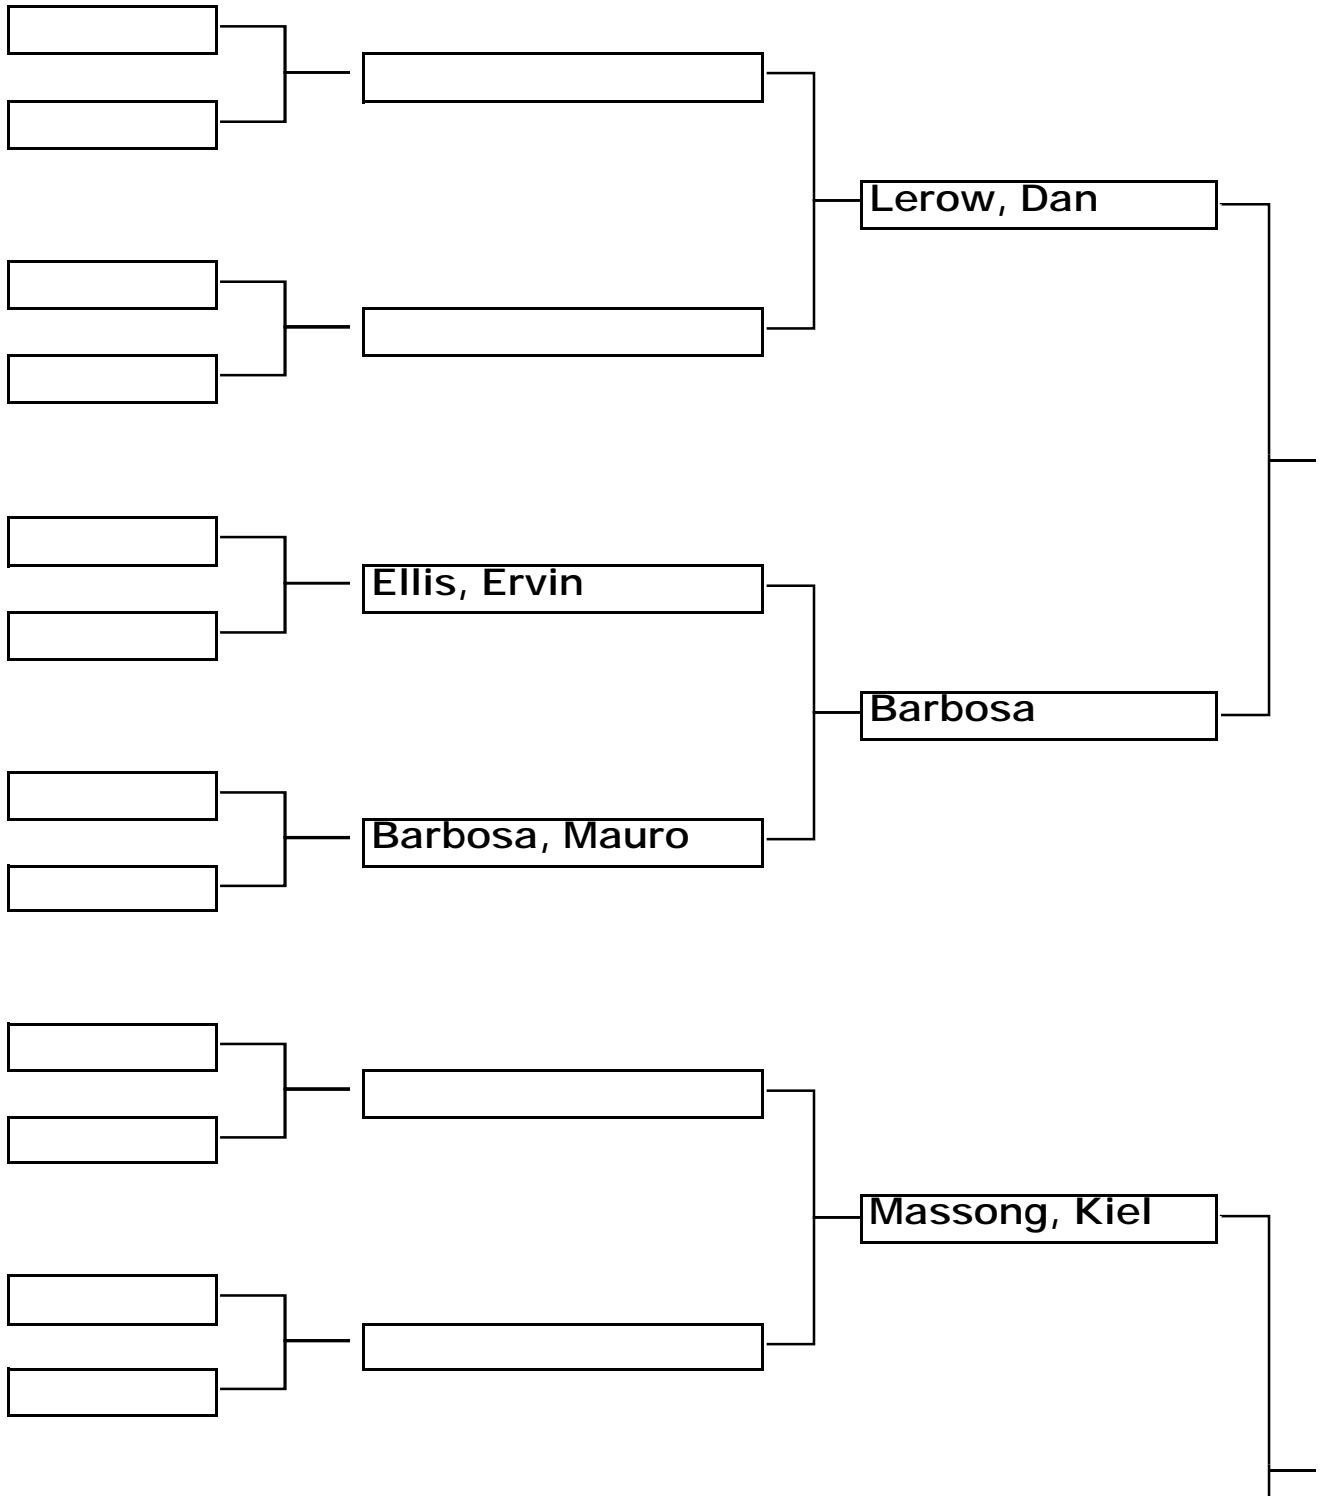 Lerow, Dan
Ellis, Ervin
Barbosa
Barbosa, Mauro
Massong, Kiel